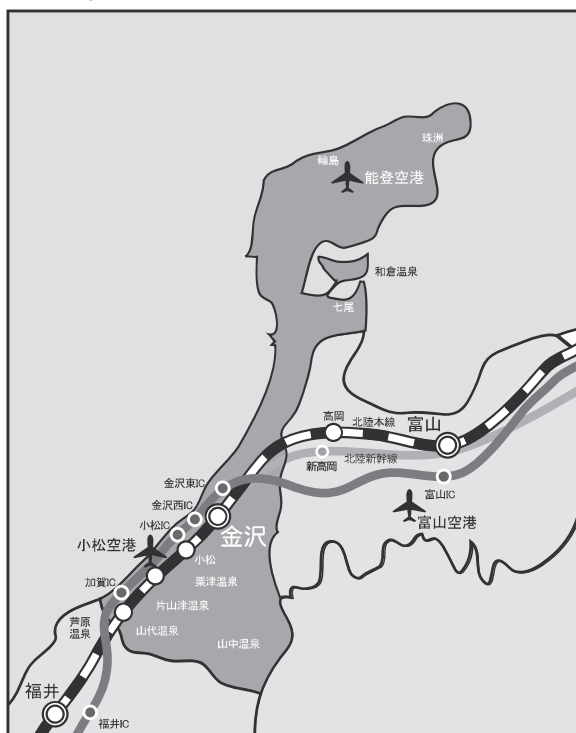 珠洲
輪島
能登空港
和倉温泉
七尾
高岡
北陸本線
富山
新高岡
北陸新幹線
金沢東IC
富山IC
金沢西IC
富山空港
小松IC
金沢
小松空港
小松
加賀IC
粟津温泉
片山津温泉
芦原
温泉
山代温泉
山中温泉
福井
福井IC